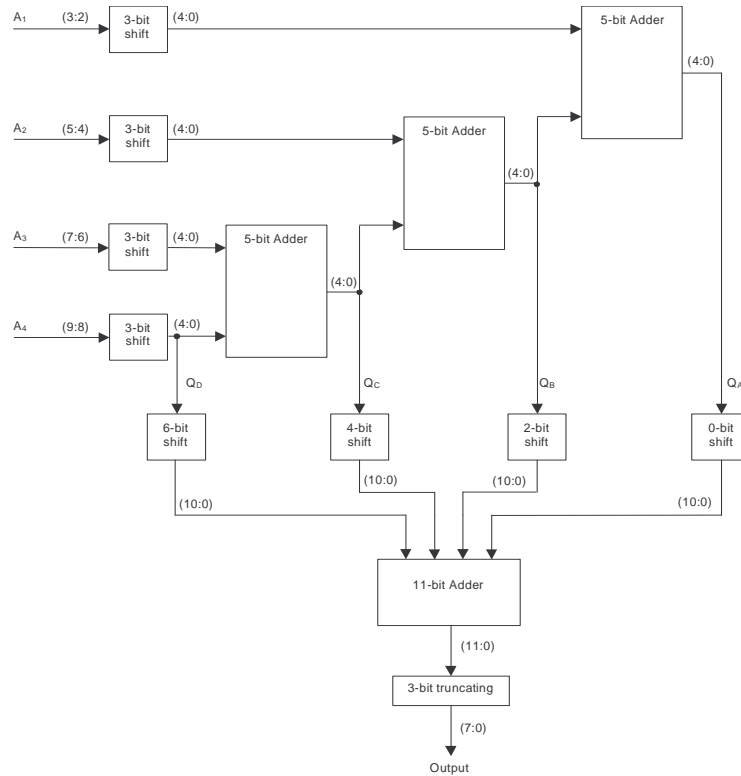 A₁ (3:2) 3-bit shift (4:0) 5-bit Adder
(4:0)
A₂ (5:4) 3-bit shift (4:0) 5-bit Adder
(4:0)
A₃ (7:6) 3-bit shift (4:0) 5-bit Adder
(4:0)
A₄ (9:8) 3-bit shift (4:0)
Q_D Q_C Q_B Q_A
6-bit shift 4-bit shift 2-bit shift 0-bit shift
(10:0) (10:0) (10:0) (10:0)
11-bit Adder
(11:0)
3-bit truncating
(7:0)
Output